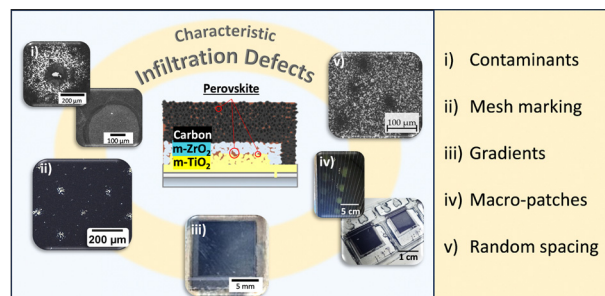 Characteristic
Infiltration Defects
i)
200 µm
100 µm
Perovskite
Carbon
m-ZrO₂
m-TiO₂
v)
100 µm
ii)
200 µm
iii)
5 mm
iv)
5 cm
1 cm
i) Contaminants
ii) Mesh marking
iii) Gradients
iv) Macro-patches
v) Random spacing